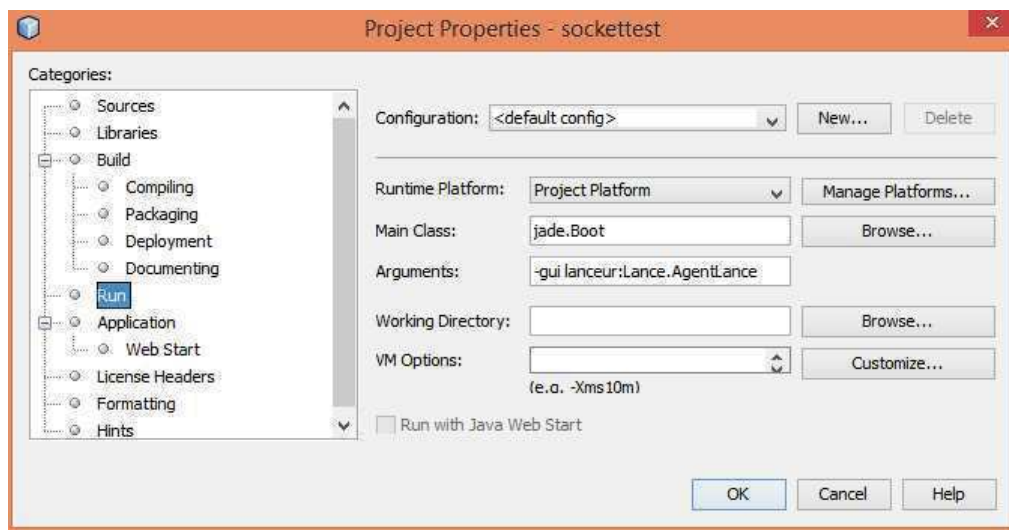 Project Properties - sockettest
Categories:
Sources
Libraries
Build
Compiling
Packaging
Deployment
Documenting
Run
Application
Web Start
License Headers
Formatting
Hints
Configuration: <default config> New... Delete
Runtime Platform: Project Platform Manage Platforms...
Main Class: jade.Boot Browse...
Arguments: -gui lanceur:Lance.AgentLance
Working Directory: Browse...
VM Options: Customize...
(e.g. -Xms10m)
Run with Java Web Start
OK Cancel Help